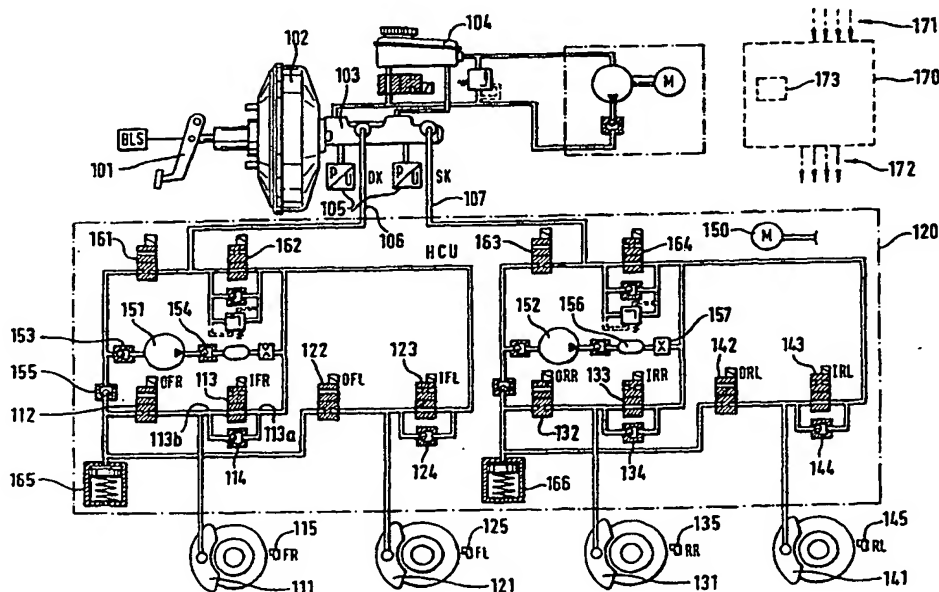 104
171
102
103
M
173
170
BLS
101
P
U
DK
P
U
SK
172
105
107
106
161
162
HCU
163
164
150
M
120
153
151
154
152
156
157
155
OFR
113
IFR
122
OFL
123
IFL
ORR
133
IRR
142
ORL
143
IRL
112
113b
113a
114
124
132
134
144
165
166
115
FR
125
FL
135
RR
145
RL
111
121
131
141